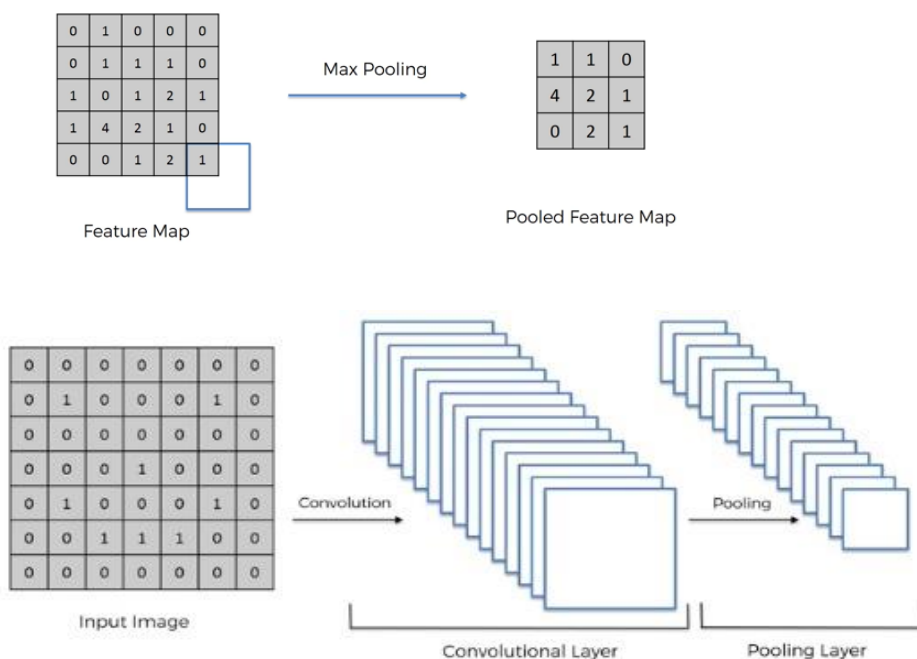 0 1 0 0 0
0 1 1 1 0
1 0 1 2 1
1 4 2 1 0
0 0 1 2 1
Feature Map
Max Pooling
1 1 0
4 2 1
0 2 1
Pooled Feature Map
0 0 0 0 0 0 0
0 1 0 0 0 1 0
0 0 0 0 0 0 0
0 0 0 1 0 0 0
0 1 0 0 0 1 0
0 0 1 1 1 0 0
0 0 0 0 0 0 0
Input Image
Convolution
Convolutional Layer
Pooling
Pooling Layer